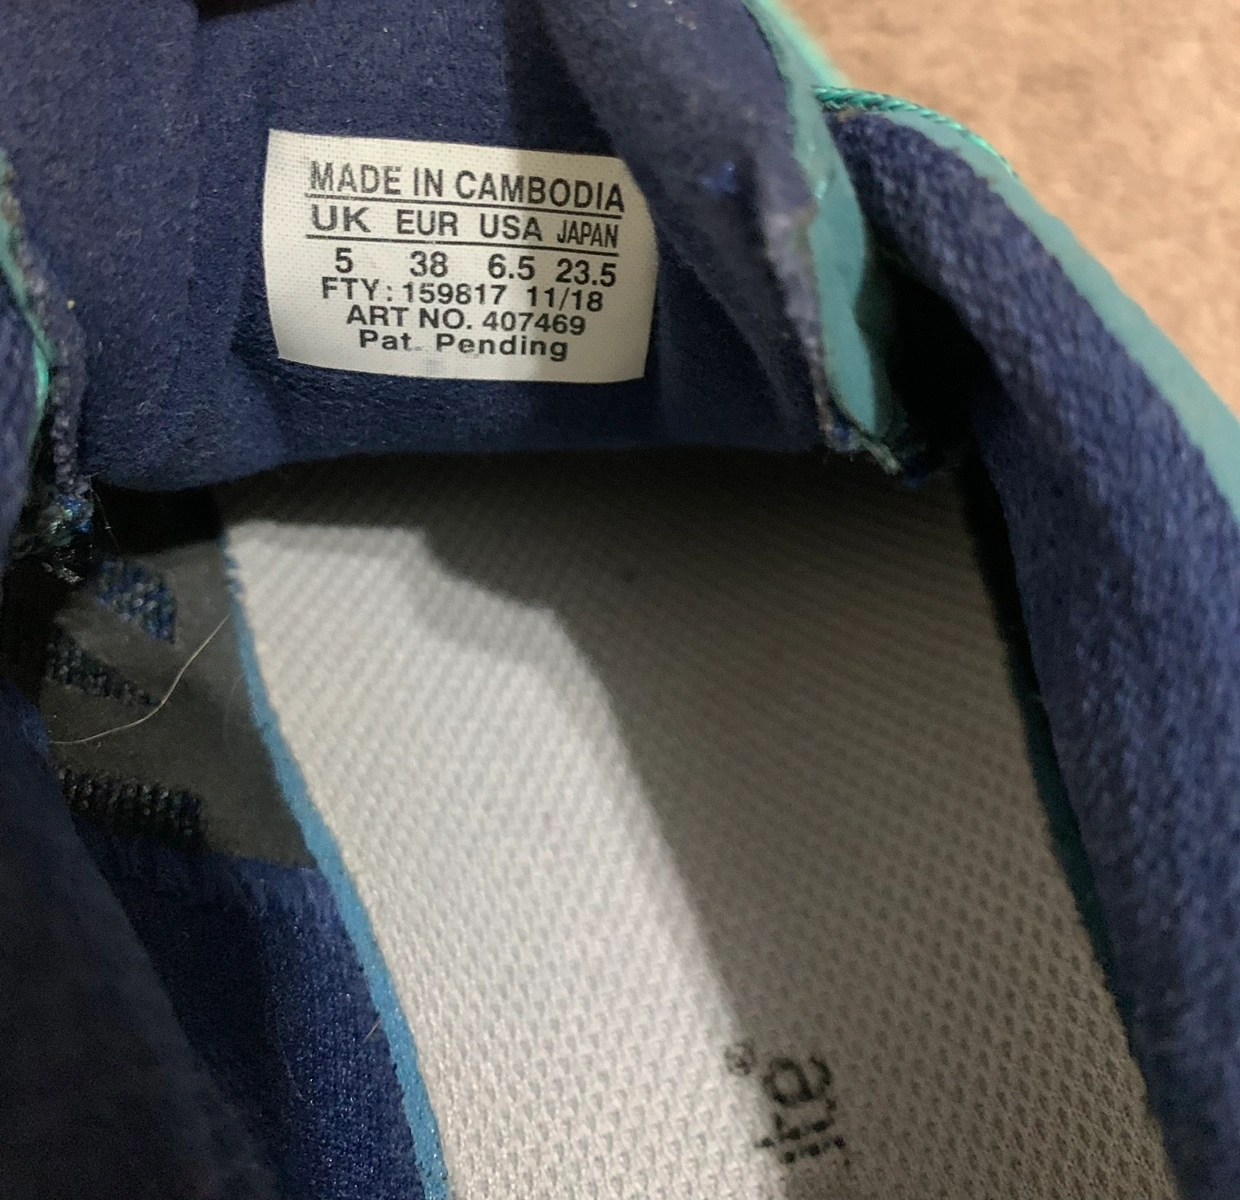 MADE IN CAMBODIA
UK EUR USA JAPAN
5 38 6.5 23.5
FTY: 159817 11/18
ART NO. 407469
Pat. Pending